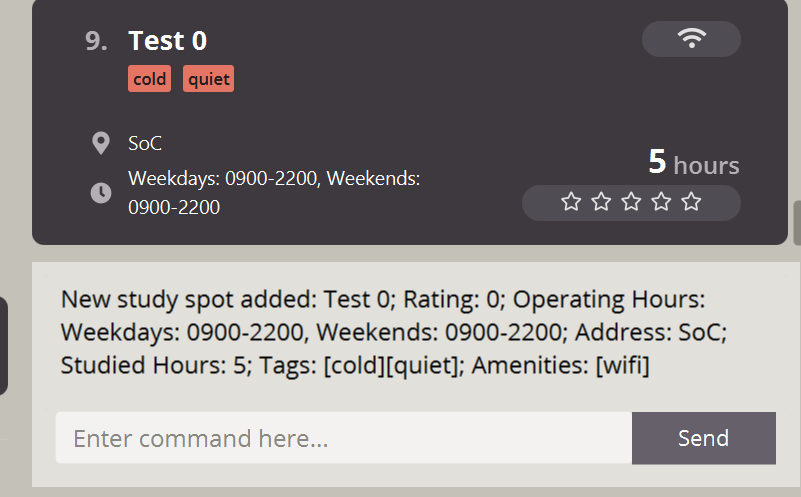 9. Test 0
cold quiet
SoC
Weekdays: 0900-2200, Weekends:
0900-2200
5 hours
New study spot added: Test 0; Rating: 0; Operating Hours:
Weekdays: 0900-2200, Weekends: 0900-2200; Address: SoC;
Studied Hours: 5; Tags: [cold][quiet]; Amenities: [wifi]
Enter command here...
Send